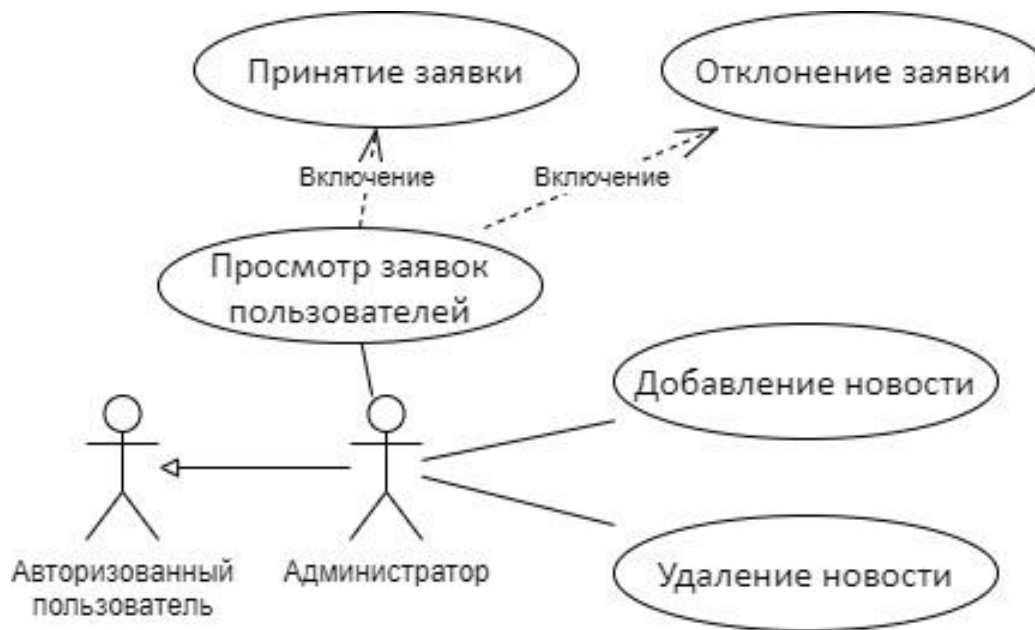 Принятие заявки
Отклонение заявки
Включение
Включение
Просмотр заявок
пользователей
Добавление новости
Авторизованный
пользователь
Администратор
Удаление новости